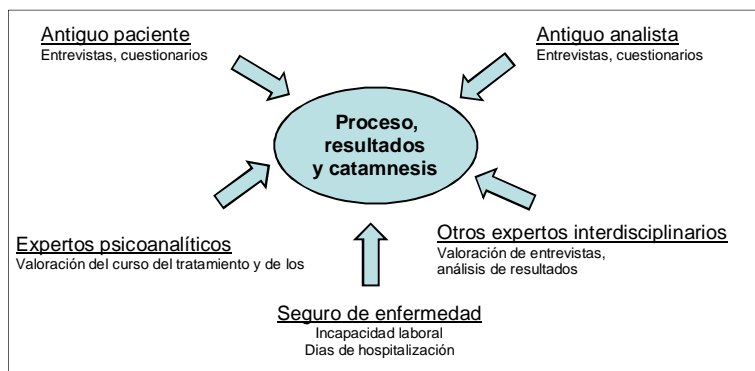 Antiguo paciente
Entrevistas, cuestionarios
Antiguo analista
Entrevistas, cuestionarios
Proceso,
resultados
y catamnesis
Expertos psicoanalíticos
Valoración del curso del tratamiento y de los
Otros expertos interdisciplinarios
Valoración de entrevistas,
análisis de resultados
Seguro de enfermedad
Incapacidad laboral
Dias de hospitalización